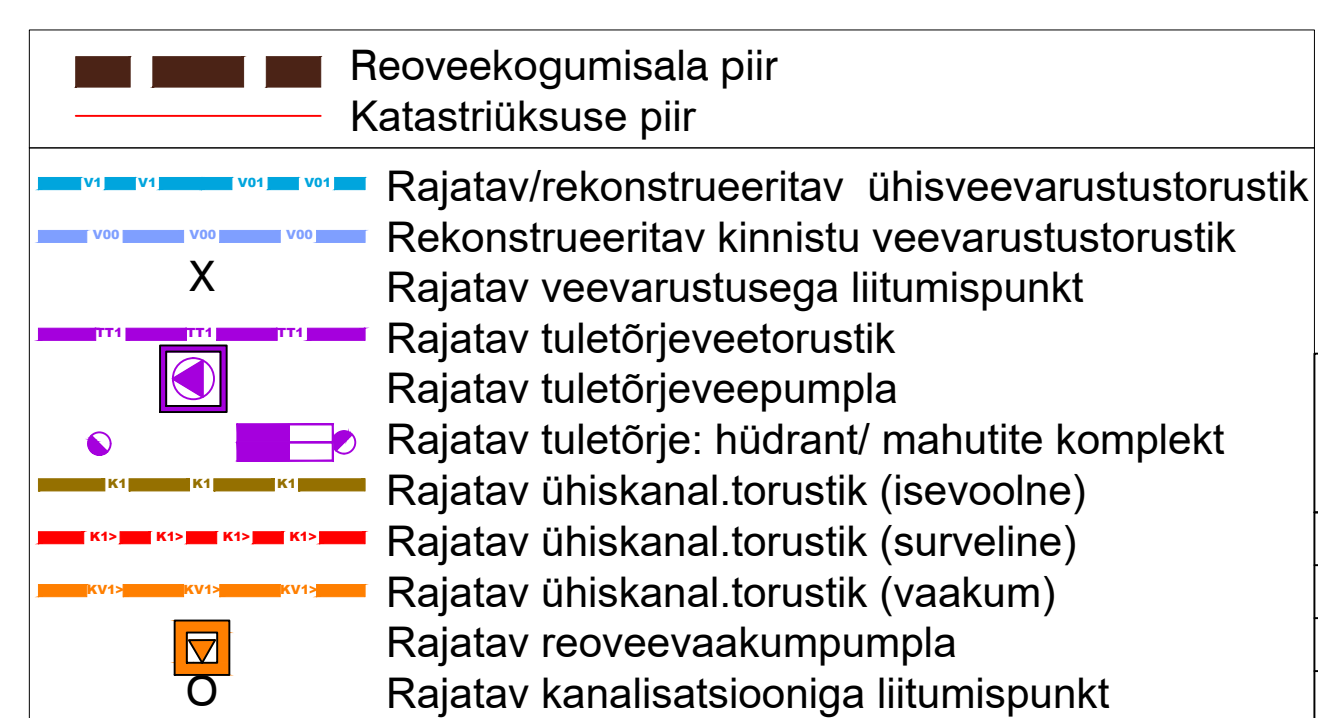 Reoveekogumisala piir
Katastriüksuse piir
V1 V1 V01 V01 Rajatav/rekonstrueeritav ühisveevarustustorustik
V00 V00 V00 Rekonstrueeritav kinnistu veevarustustorustik
X Rajatav veevarustusega liitumispunkt
TT1 TT1 TT1 Rajatav tuletõrjeveetorustik
Rajatav tuletõrjeveepumpla
Rajatav tuletõrje: hüdrant/ mahutite komplekt
K1 K1 K1 Rajatav ühiskanal.torustik (isevoolne)
K1> K1> K1> K1> Rajatav ühiskanal.torustik (surveline)
KV1> KV1> KV1> Rajatav ühiskanal.torustik (vaakum)
Rajatav reoveevaakumpumpla
O Rajatav kanalisatsiooniga liitumispunkt